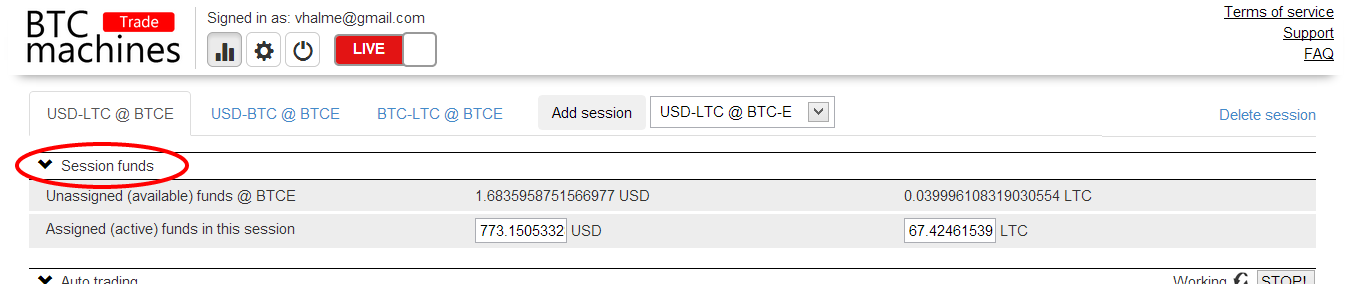 BTC Trade
machines
Signed in as: vhalme@gmail.com
LIVE
Terms of service
Support
FAQ
USD-LTC @ BTCE
USD-BTC @ BTCE
BTC-LTC @ BTCE
Add session
USD-LTC @ BTC-E
Delete session
Session funds
Unassigned (available) funds @ BTCE 1.6835958751566977 USD 0.039996108319030554 LTC
Assigned (active) funds in this session 773.1505332 USD 67.42461539 LTC
Auto trading Working STOP!